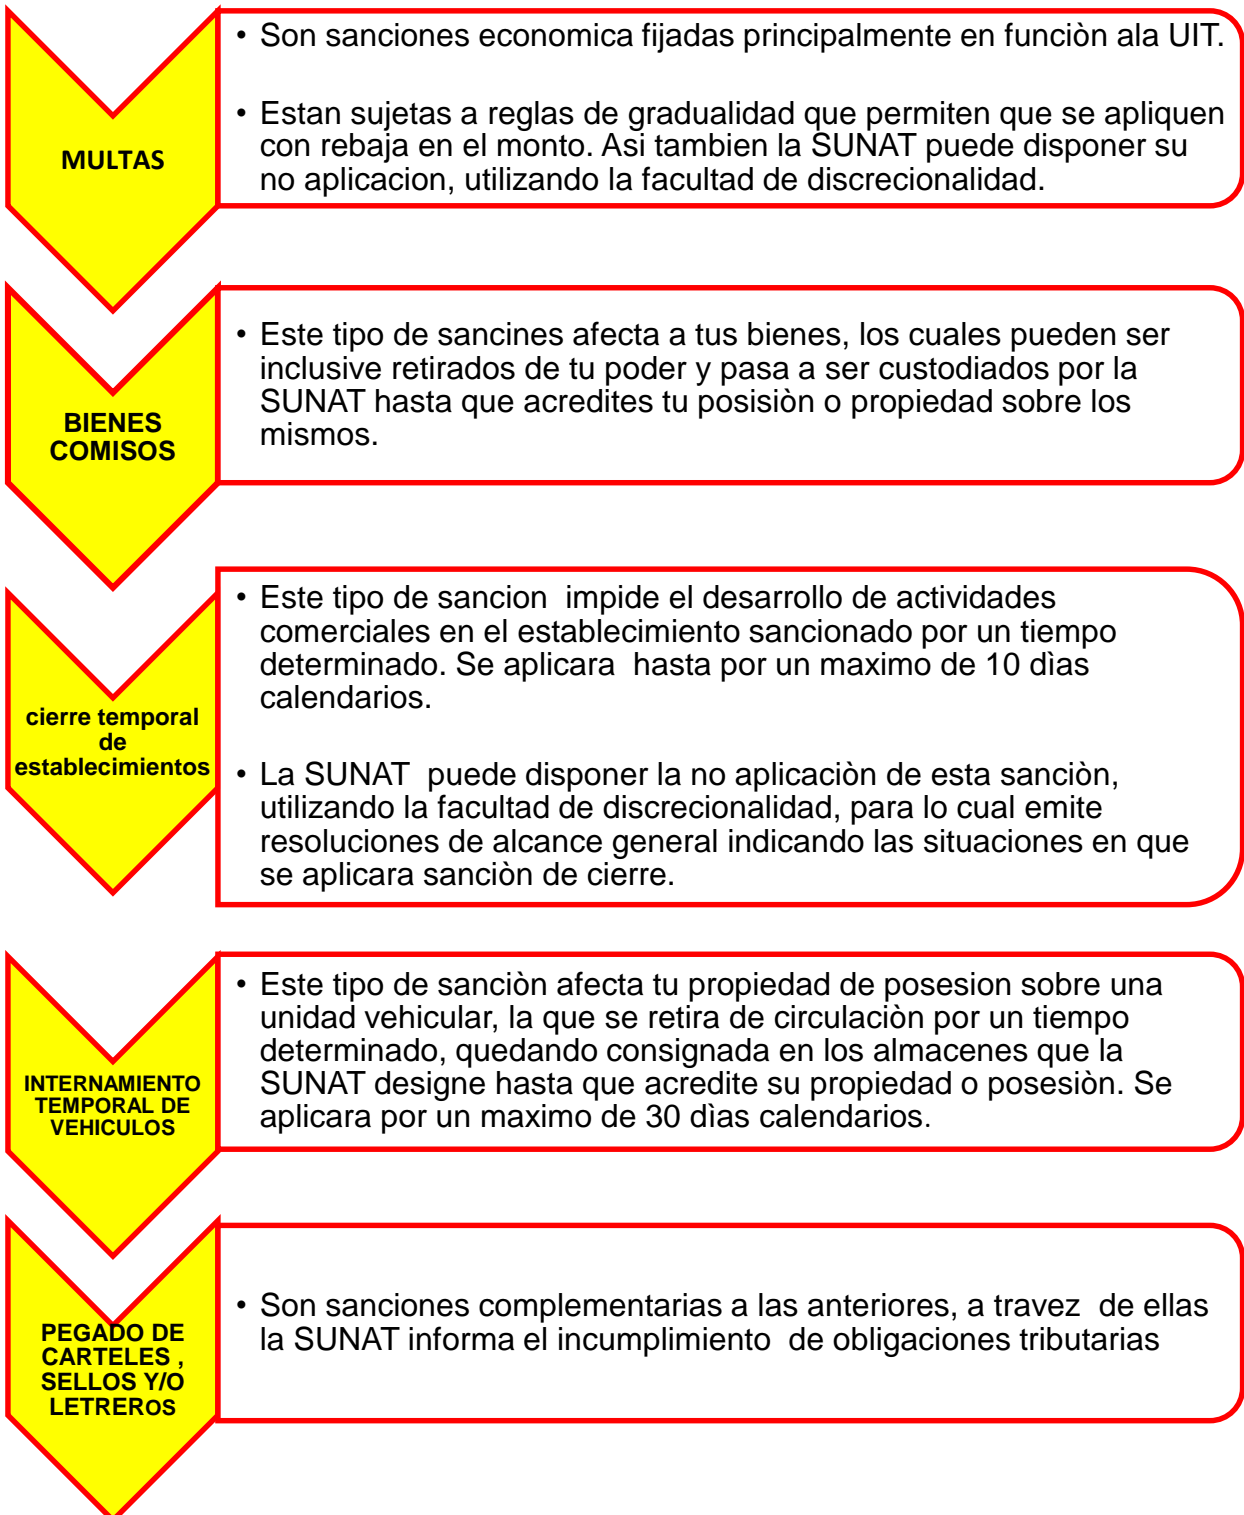 MULTAS
• Son sanciones economica fijadas principalmente en funciòn ala UIT.
• Estan sujetas a reglas de gradualidad que permiten que se apliquen
con rebaja en el monto. Asi tambien la SUNAT puede disponer su
no aplicacion, utilizando la facultad de discrecionalidad.
BIENES
COMISOS
• Este tipo de sancines afecta a tus bienes, los cuales pueden ser
inclusive retirados de tu poder y pasa a ser custodiados por la
SUNAT hasta que acredites tu posisiòn o propiedad sobre los
mismos.
cierre temporal
de
establecimientos
• Este tipo de sancion  impide el desarrollo de actividades
comerciales en el establecimiento sancionado por un tiempo
determinado. Se aplicara  hasta por un maximo de 10 dìas
calendarios.
• La SUNAT  puede disponer la no aplicaciòn de esta sanciòn,
utilizando la facultad de discrecionalidad, para lo cual emite
resoluciones de alcance general indicando las situaciones en que
se aplicara sanciòn de cierre.
INTERNAMIENTO
TEMPORAL DE
VEHICULOS
• Este tipo de sanciòn afecta tu propiedad de posesion sobre una
unidad vehicular, la que se retira de circulaciòn por un tiempo
determinado, quedando consignada en los almacenes que la
SUNAT designe hasta que acredite su propiedad o posesiòn. Se
aplicara por un maximo de 30 dìas calendarios.
PEGADO DE
CARTELES ,
SELLOS Y/O
LETREROS
• Son sanciones complementarias a las anteriores, a travez  de ellas
la SUNAT informa el incumplimiento  de obligaciones tributarias